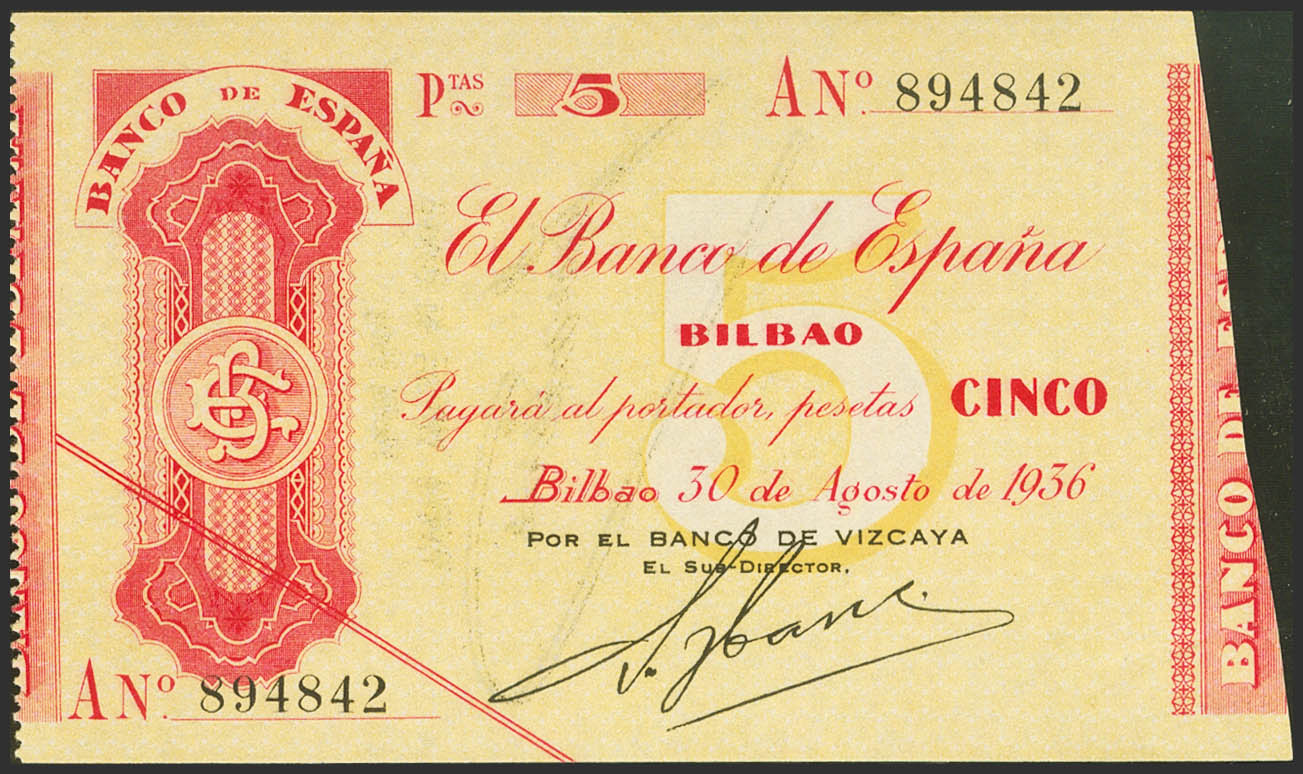 BANCO DE ESPAÑA
PTAS 5
A Nº. 894842
5
El Banco de España
BILBAO
Pagará al portador, pesetas CINCO
Bilbao 30 de Agosto de 1936
POR EL BANCO DE VIZCAYA
EL SUB-DIRECTOR,
A Nº. 894842
BANCO DE